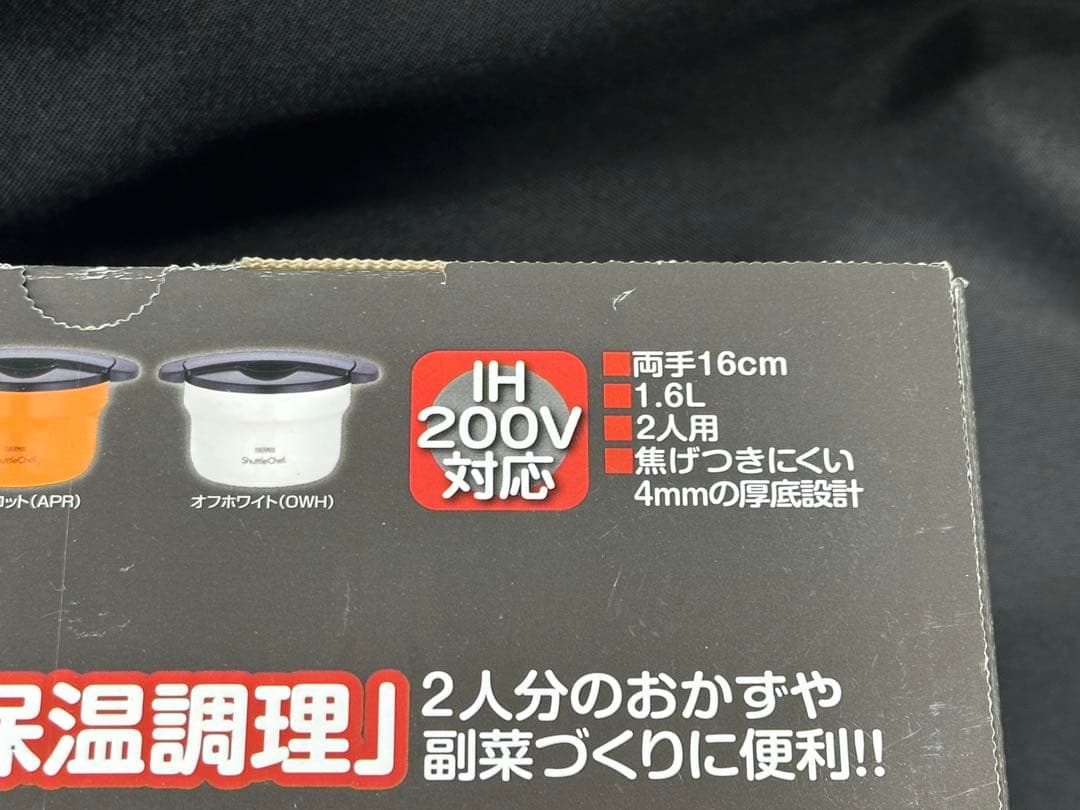 IH
200V
対応
両手16cm
1.6L
2人用
焦げつきにくい
4mmの厚底設計
ShuttleChef
ット(APR)
オフホワイト(OWH)
保温調理」
2人分のおかずや
副菜づくりに便利!!